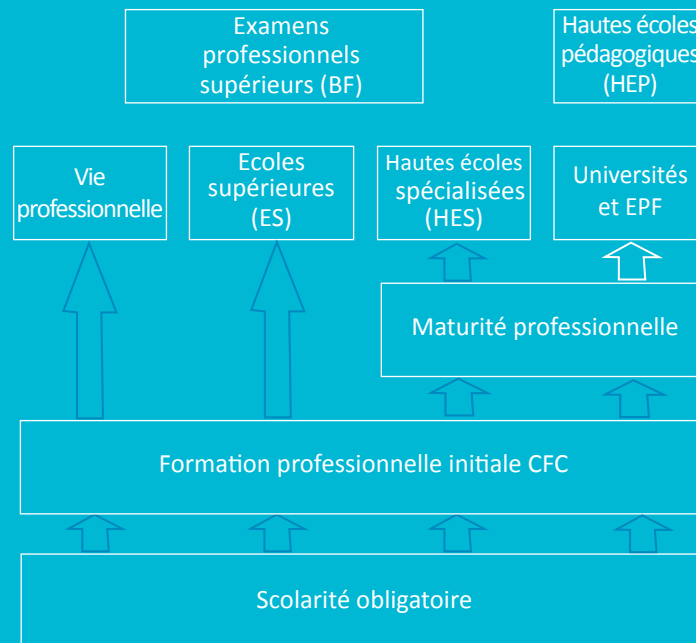 Examens
professionnels
supérieurs (BF)
Hautes écoles
pédagogiques
(HEP)
Vie
professionnelle
Ecoles
supérieures
(ES)
Hautes écoles
spécialisées
(HES)
Universités
et EPF
Maturité professionnelle
Formation professionnelle initiale CFC
Scolarité obligatoire